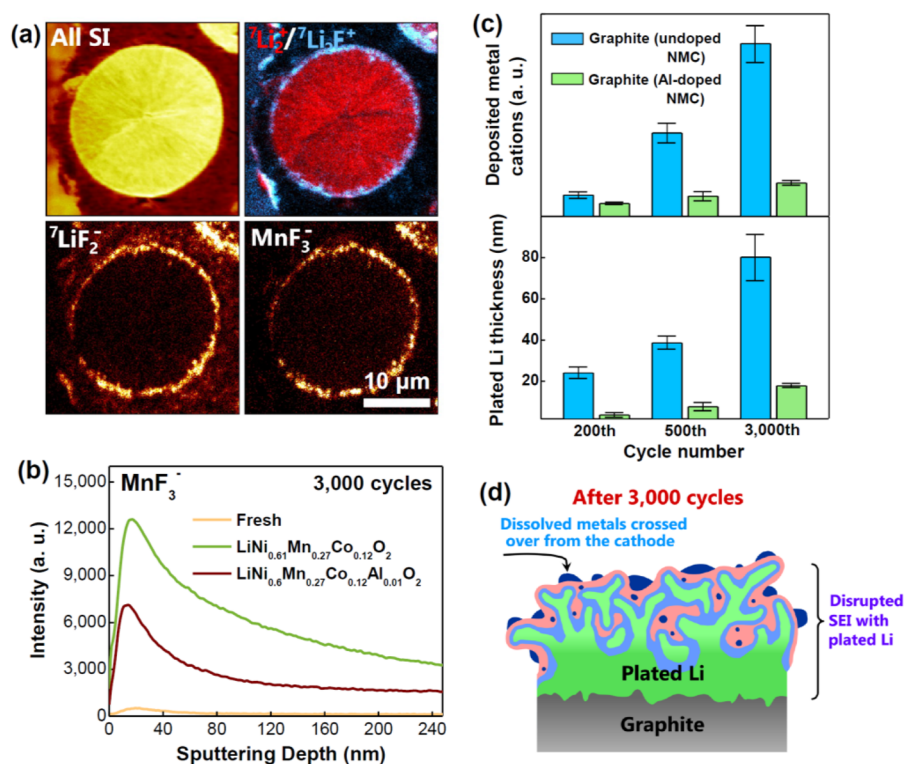 (a)
All SI
⁷Li₂⁺/⁷Li₂F⁺
⁷LiF₂⁻
MnF₃⁻
10 μm
(b)
MnF₃⁻
3,000 cycles
Fresh
LiNi₀.₆₁Mn₀.₂₇Co₀.₁₂O₂
LiNi₀.₆Mn₀.₂₇Co₀.₁₂Al₀.₀₁O₂
15,000
12,000
9,000
6,000
3,000
0
Intensity (a. u.)
0
40
80
120
160
200
240
Sputtering Depth (nm)
(c)
Graphite (undoped
NMC)
Graphite (Al-doped
NMC)
Deposited metal
cations (a. u.)
Plated Li thickness (nm)
80
60
40
20
200th
500th
3,000th
Cycle number
(d)
After 3,000 cycles
Dissolved metals crossed
over from the cathode
Disrupted
SEI with
plated Li
Plated Li
Graphite